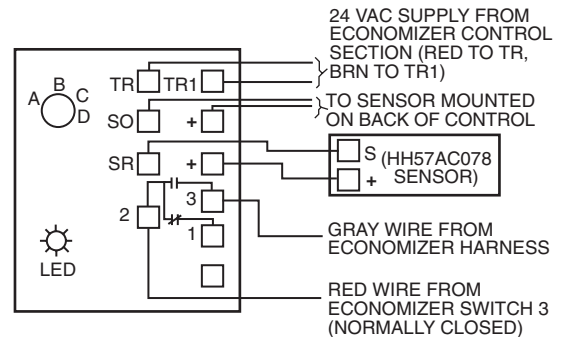 24 VAC SUPPLY FROM
ECONOMIZER CONTROL
SECTION (RED TO TR,
BRN TO TR1)
TR TR1
A B C D
SO +
TO SENSOR MOUNTED
ON BACK OF CONTROL
SR +
S (HH57AC078
+ SENSOR)
3
2
1
GRAY WIRE FROM
ECONOMIZER HARNESS
LED
RED WIRE FROM
ECONOMIZER SWITCH 3
(NORMALLY CLOSED)